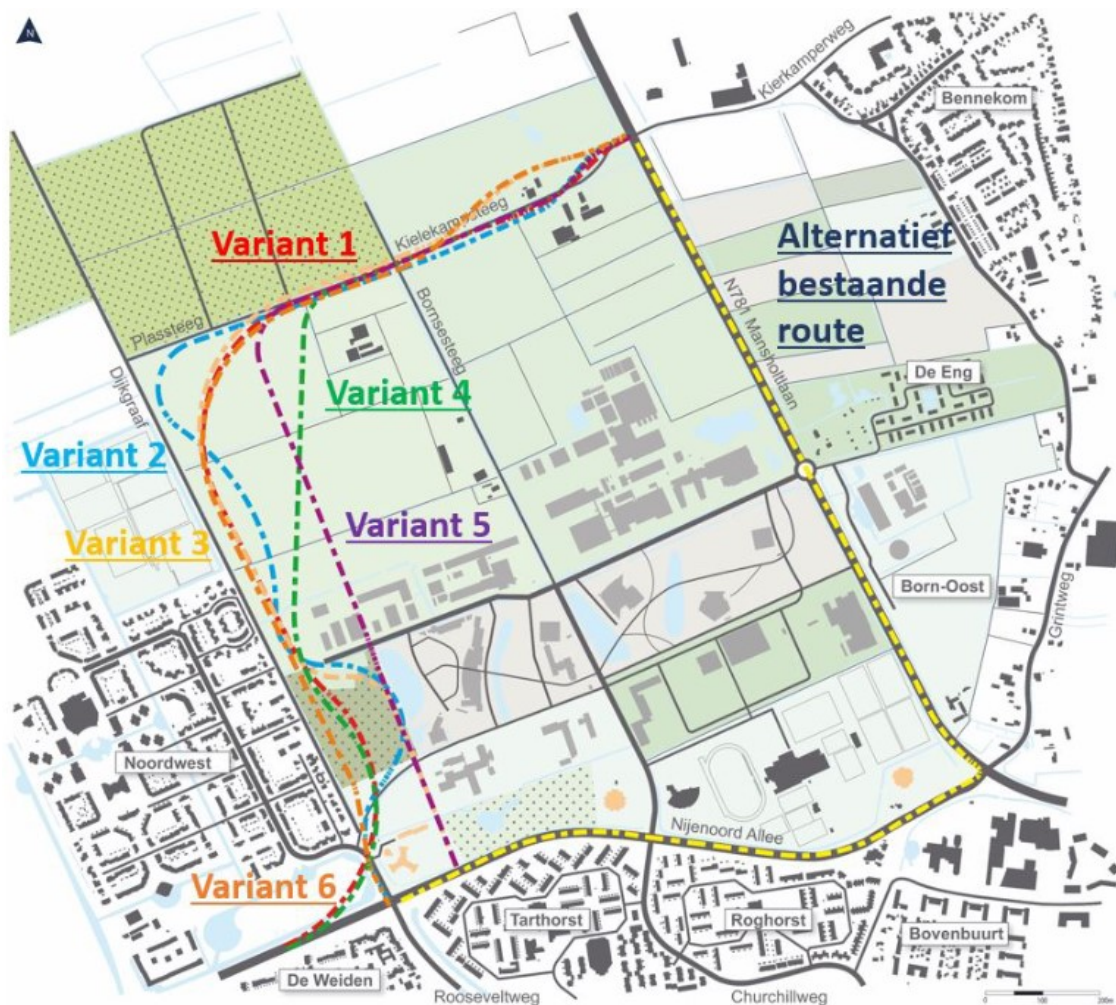 N
Kierkamperweg
Bennekom
Kielekampsteeg
Variant 1
Alternatief
bestaande
route
Plassteeg
Bornsesteeg
N781 Mansholtlaan
De Eng
Dijkgraaf
Variant 4
Variant 2
Variant 5
Variant 3
Born-Oost
Grintweg
Noordwest
Nijenoord Allee
Variant 6
Tarthorst
Roghorst
Bovenbuurt
De Weiden
Rooseveltweg
Churchillweg